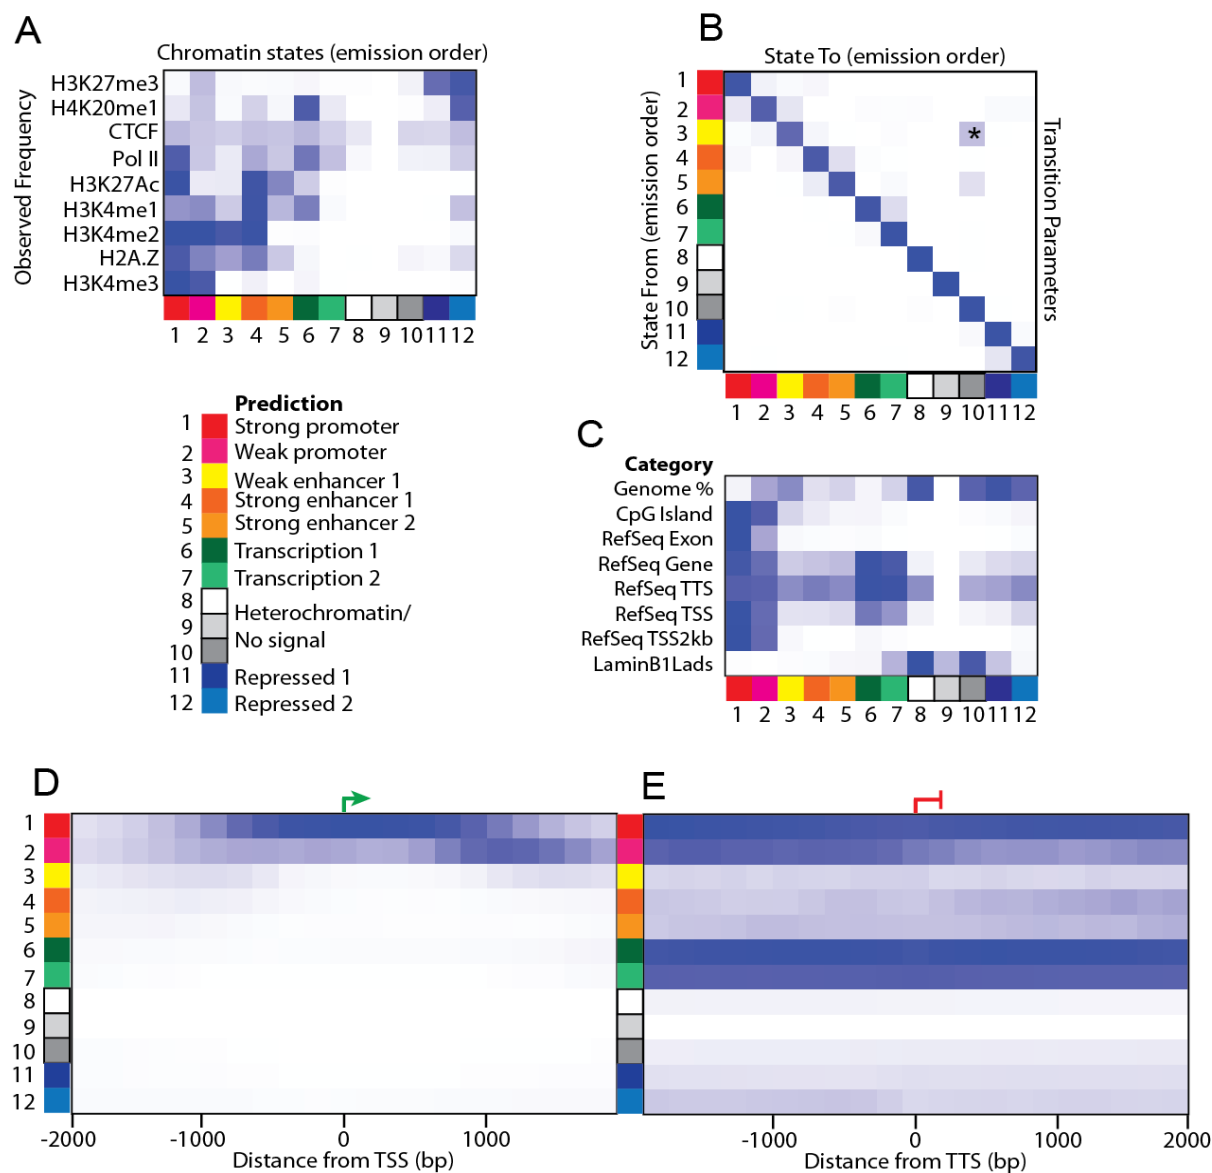 A
Chromatin states (emission order)
Observed Frequency
H3K27me3
H4K20me1
CTCF
Pol II
H3K27Ac
H3K4me1
H3K4me2
H2A.Z
H3K4me3
1 2 3 4 5 6 7 8 9 10 11 12
B
State To (emission order)
State From (emission order)
1
2
3
*
4
5
6
7
8
9
10
11
12
Transition Parameters
1 2 3 4 5 6 7 8 9 10 11 12
Prediction
1 Strong promoter
2 Weak promoter
3 Weak enhancer 1
4 Strong enhancer 1
5 Strong enhancer 2
6 Transcription 1
7 Transcription 2
8
9
10
Heterochromatin/
No signal
11 Repressed 1
12 Repressed 2
C
Category
Genome %
CpG Island
RefSeq Exon
RefSeq Gene
RefSeq TTS
RefSeq TSS
RefSeq TSS2kb
LaminB1Lads
1 2 3 4 5 6 7 8 9 10 11 12
D
1
2
3
4
5
6
7
8
9
10
11
12
-2000 -1000 0 1000
Distance from TSS (bp)
E
-1000 0 1000 2000
Distance from TTS (bp)